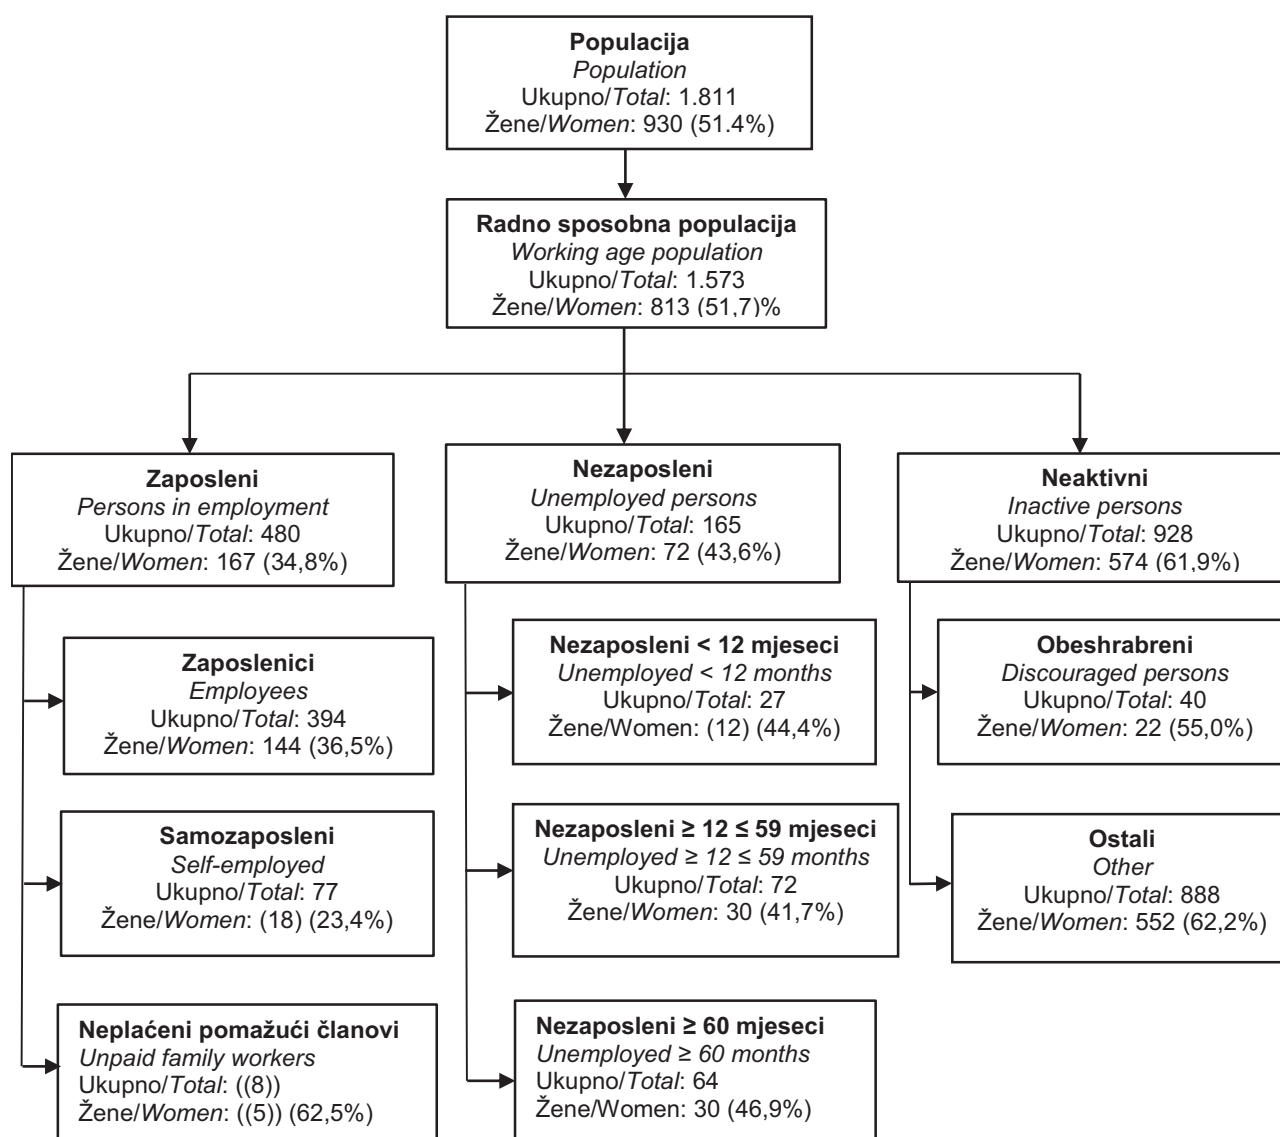 Populacija
Population
Ukupno/Total: 1.811
Žene/Women: 930 (51.4%)
Radno sposobna populacija
Working age population
Ukupno/Total: 1.573
Žene/Women: 813 (51,7)%
Zaposleni
Persons in employment
Ukupno/Total: 480
Žene/Women: 167 (34,8%)
Nezaposleni
Unemployed persons
Ukupno/Total: 165
Žene/Women: 72 (43,6%)
Neaktivni
Inactive persons
Ukupno/Total: 928
Žene/Women: 574 (61,9%)
Zaposlenici
Employees
Ukupno/Total: 394
Žene/Women: 144 (36,5%)
Nezaposleni < 12 mjeseci
Unemployed < 12 months
Ukupno/Total: 27
Žene/Women: (12) (44,4%)
Obeshrabreni
Discouraged persons
Ukupno/Total: 40
Žene/Women: 22 (55,0%)
Samozaposleni
Self-employed
Ukupno/Total: 77
Žene/Women: (18) (23,4%)
Nezaposleni ≥ 12 ≤ 59 mjeseci
Unemployed ≥ 12 ≤ 59 months
Ukupno/Total: 72
Žene/Women: 30 (41,7%)
Ostali
Other
Ukupno/Total: 888
Žene/Women: 552 (62,2%)
Neplaćeni pomažući članovi
Unpaid family workers
Ukupno/Total: ((8))
Žene/Women: ((5)) (62,5%)
Nezaposleni ≥ 60 mjeseci
Unemployed ≥ 60 months
Ukupno/Total: 64
Žene/Women: 30 (46,9%)